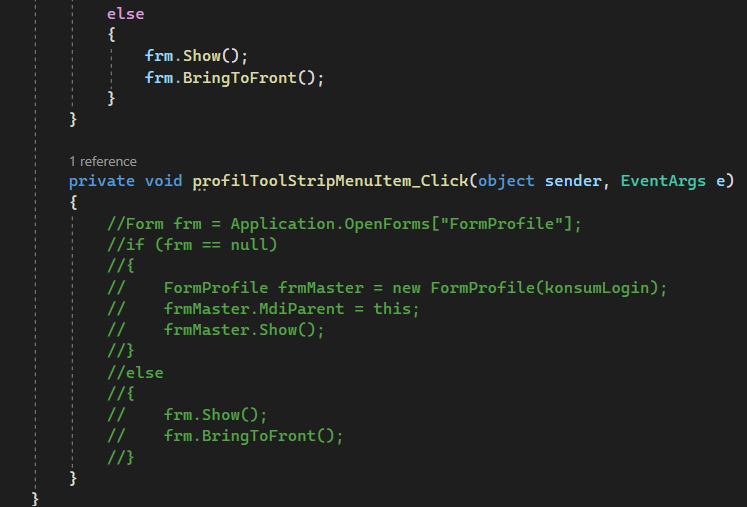 else
{
frm.Show();
frm.BringToFront();
}
}
1 reference
private void profilToolStripMenuItem_Click(object sender, EventArgs e)
{
//Form frm = Application.OpenForms["FormProfile"];
//if (frm == null)
//{
//    FormProfile frmMaster = new FormProfile(konsumLogin);
//    frmMaster.MdiParent = this;
//    frmMaster.Show();
//}
//else
//{
//    frm.Show();
//    frm.BringToFront();
//}
}
}